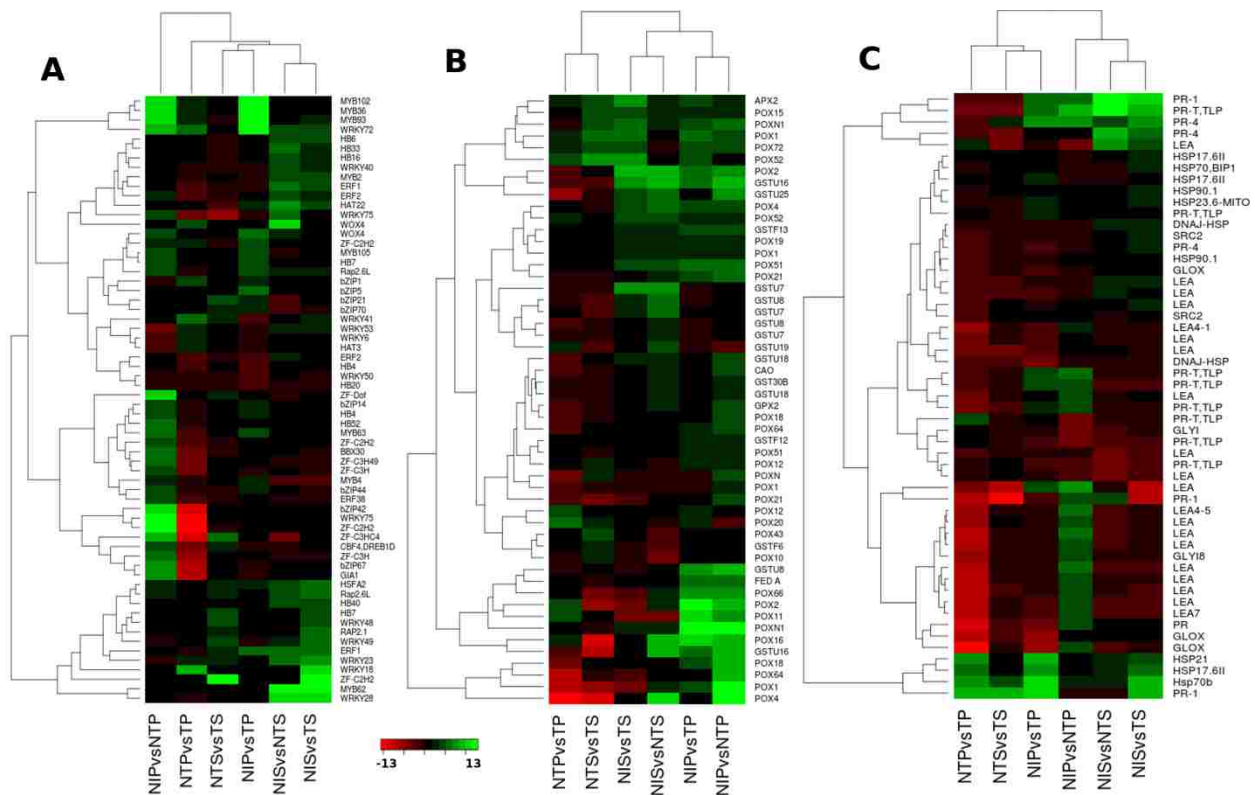 A
MYB102
MYB36
MYB93
WRKY72
HB6
HB33
HB16
WRKY40
MYB2
ERF1
ERF2
HAT22
WRKY75
WOX4
WOX4
ZF-C2H2
MYB105
HB7
Rap2.6L
bZIP1
bZIP5
bZIP21
bZIP70
WRKY41
WRKY53
WRKY6
HAT3
ERF2
HB4
WRKY50
HB20
ZF-Dof
bZIP14
HB4
HB52
MYB63
ZF-C2H2
BBX30
ZF-C3H49
ZF-C3H
MYB4
bZIP44
ERF38
bZIP42
WRKY75
ZF-C2H2
ZF-C3HC4
CBF4,DREB1D
ZF-C3H
bZIP67
GIA1
HSFA2
Rap2.6L
HB40
HB7
WRKY48
RAP2.1
WRKY49
ERF1
WRKY23
WRKY18
ZF-C2H2
MYB62
WRKY28
NIPvsNTP
NTPvsTP
NTSvsTS
NIPvsTP
NISvsNTS
NISvsTS
B
APX2
POX15
POXN1
POX1
POX72
POX52
POX2
GSTU16
GSTU25
POX4
POX52
GSTF13
POX19
POX1
POX51
POX21
GSTU7
GSTU8
GSTU7
GSTU8
GSTU7
GSTU19
GSTU18
CAO
GST30B
GSTU18
GPX2
POX18
POX64
GSTF12
POX51
POX12
POXN
POX1
POX21
POX12
POX20
POX43
GSTF6
POX10
GSTU8
FED A
POX66
POX2
POX11
POXN1
POX16
GSTU16
POX18
POX64
POX1
POX4
NTPvsTP
NTSvsTS
NISvsTS
NISvsNTS
NIPvsTP
NIPvsNTP
C
PR-1
PR-T,TLP
PR-4
PR-4
LEA
HSP17.6II
HSP70,BIP1
HSP17.6II
HSP90.1
HSP23.6-MITO
PR-T,TLP
DNAJ-HSP
SRC2
PR-4
HSP90.1
GLOX
LEA
LEA
LEA
SRC2
LEA4-1
LEA
LEA
DNAJ-HSP
PR-T,TLP
PR-T,TLP
LEA
PR-T,TLP
PR-T,TLP
GLYI
PR-T,TLP
LEA
PR-T,TLP
LEA
LEA
PR-1
LEA4-5
LEA
LEA
LEA
GLYI8
LEA
LEA
LEA
LEA
LEA7
PR
GLOX
GLOX
HSP21
HSP17.6II
Hsp70b
PR-1
NTPvsTP
NTSvsTS
NIPvsTP
NIPvsNTP
NISvsNTS
NISvsTS
-13
13